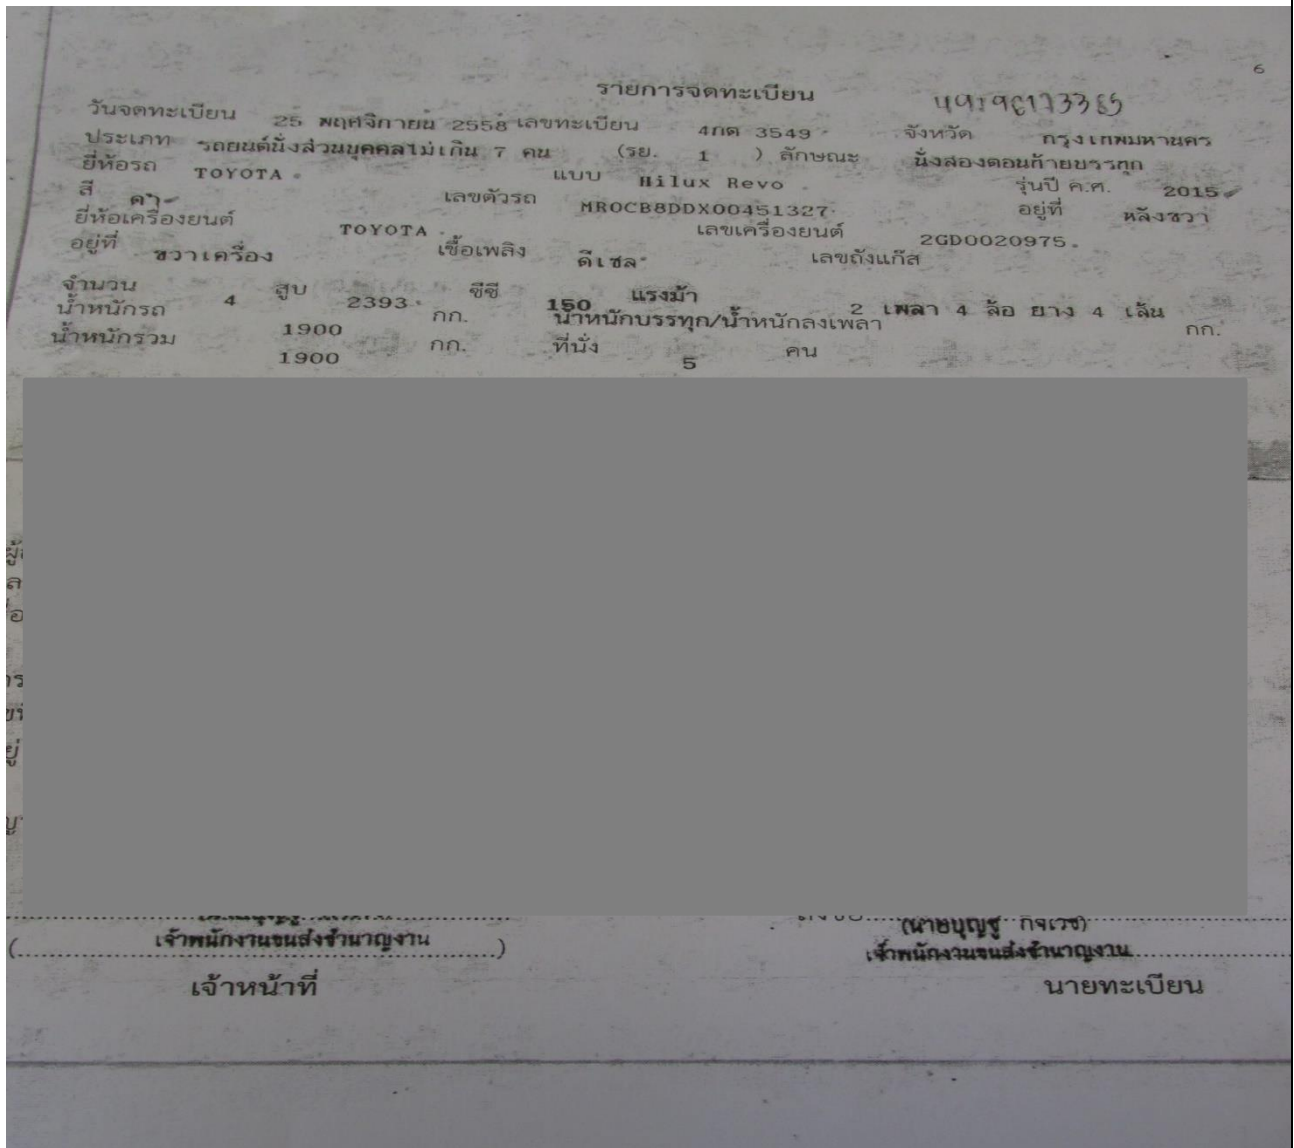 6
รายการจดทะเบียน
วันจดทะเบียน 25 พฤศจิกายน 2558 เลขทะเบียน 4กต 3549 จังหวัด กรุงเทพมหานคร
ประเภท รถยนต์นั่งส่วนบุคคลไม่เกิน 7 คน (รย. 1 ) ลักษณะ นั่งสองตอนท้ายบรรทุก
ยี่ห้อรถ TOYOTA แบบ Hilux Revo รุ่นปี ค.ศ. 2015
สี ดำ เลขตัวรถ MROCB8DDX00451327 อยู่ที่ หลังขวา
ยี่ห้อเครื่องยนต์ TOYOTA เลขเครื่องยนต์ 2GD0020975
อยู่ที่ ขวาเครื่อง เชื้อเพลิง ดีเซล เลขถังแก๊ส
จำนวน 4 สูบ 2393 ซีซี 150 แรงม้า 2 เพลา 4 ล้อ ยาง 4 เส้น
น้ำหนักรถ 1900 กก. น้ำหนักบรรทุก/น้ำหนักลงเพลา กก.
น้ำหนักรวม 1900 กก. ที่นั่ง 5 คน
(นายบุญชู กิจเวช)
(เจ้าพนักงานขนส่งชำนาญงาน) เจ้าพนักงานขนส่งชำนาญงาน
เจ้าหน้าที่ นายทะเบียน